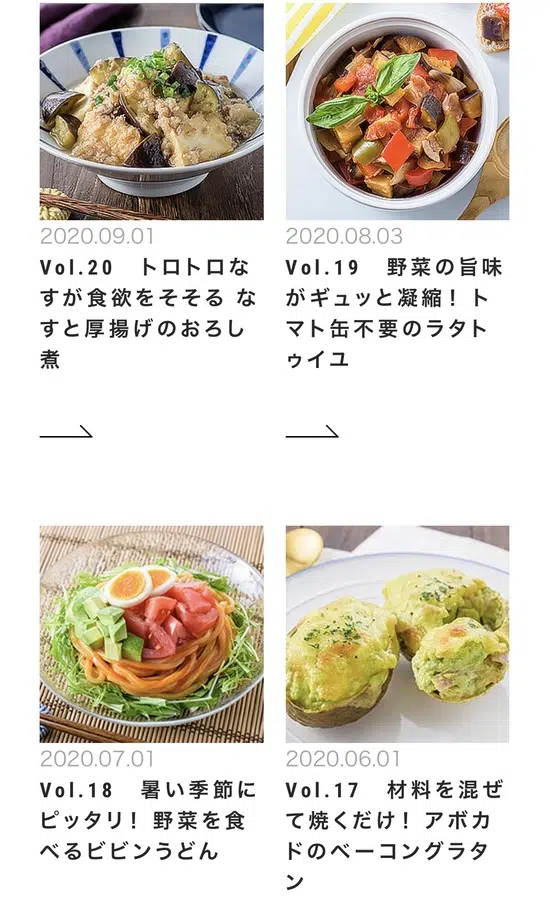 2020.09.01
Vol.20　トロトロな
すが食欲をそそる な
すと厚揚げのおろし
煮
2020.08.03
Vol.19　野菜の旨味
がギュッと凝縮！ ト
マト缶不要のラタト
ゥイユ
2020.07.01
Vol.18　暑い季節に
ピッタリ！ 野菜を食
べるビビンうどん
2020.06.01
Vol.17　材料を混ぜ
て焼くだけ！ アボカ
ドのベーコングラタ
ン